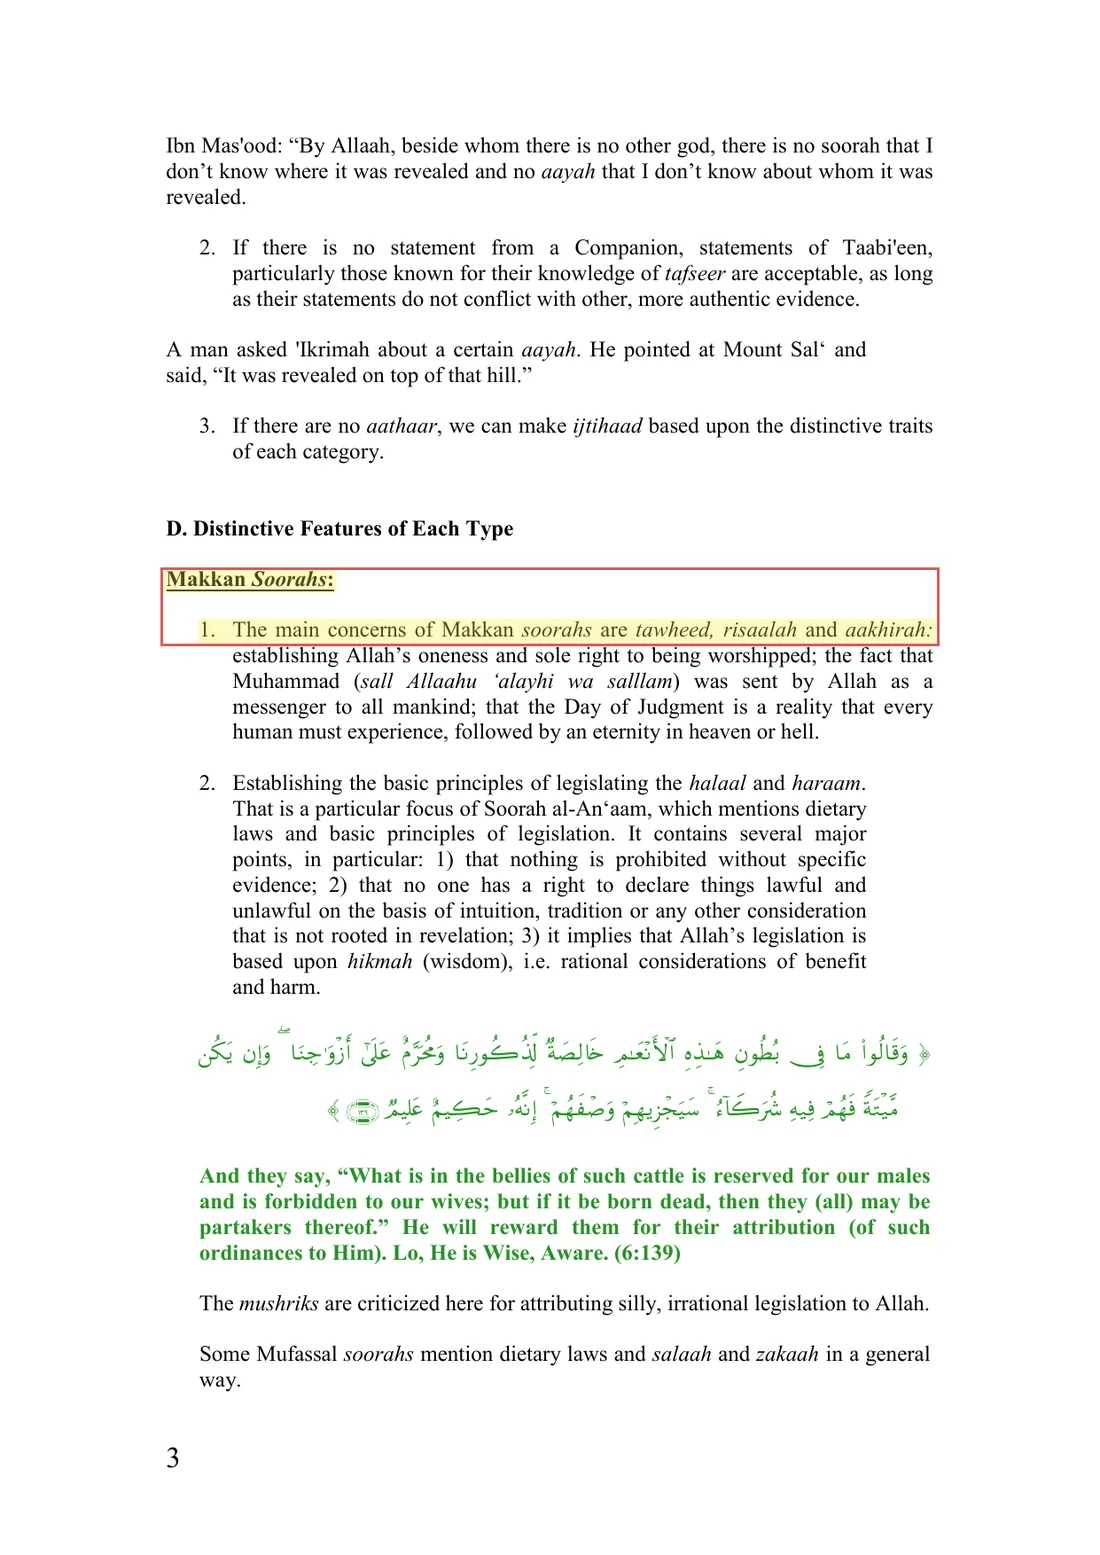 Ibn Mas'ood: “By Allaah, beside whom there is no other god, there is no soorah that I
don’t know where it was revealed and no aayah that I don’t know about whom it was
revealed.
2. If there is no statement from a Companion, statements of Taabi'een,
particularly those known for their knowledge of tafseer are acceptable, as long
as their statements do not conflict with other, more authentic evidence.
A man asked 'Ikrimah about a certain aayah. He pointed at Mount Sal‘ and
said, “It was revealed on top of that hill.”
3. If there are no aathaar, we can make ijtihaad based upon the distinctive traits
of each category.
D. Distinctive Features of Each Type
Makkan Soorahs:
1. The main concerns of Makkan soorahs are tawheed, risaalah and aakhirah:
establishing Allah’s oneness and sole right to being worshipped; the fact that
Muhammad (sall Allaahu ‘alayhi wa salllam) was sent by Allah as a
messenger to all mankind; that the Day of Judgment is a reality that every
human must experience, followed by an eternity in heaven or hell.
2. Establishing the basic principles of legislating the halaal and haraam.
That is a particular focus of Soorah al-An‘aam, which mentions dietary
laws and basic principles of legislation. It contains several major
points, in particular: 1) that nothing is prohibited without specific
evidence; 2) that no one has a right to declare things lawful and
unlawful on the basis of intuition, tradition or any other consideration
that is not rooted in revelation; 3) it implies that Allah’s legislation is
based upon hikmah (wisdom), i.e. rational considerations of benefit
and harm.
﴿ وَقَالُوا۟ مَا فِى بُطُونِ هَـٰذِهِ ٱلْأَنْعَـٰمِ خَالِصَةٌ لِّذُكُورِنَا وَمُحَرَّمٌ عَلَىٰٓ أَزْوَٰجِنَا ۖ وَإِن يَكُن
مَّيْتَةً فَهُمْ فِيهِ شُرَكَآءُ ۚ سَيَجْزِيهِمْ وَصْفَهُمْ ۚ إِنَّهُۥ حَكِيمٌ عَلِيمٌ ﴿١٣٩﴾ ﴾
And they say, “What is in the bellies of such cattle is reserved for our males
and is forbidden to our wives; but if it be born dead, then they (all) may be
partakers thereof.” He will reward them for their attribution (of such
ordinances to Him). Lo, He is Wise, Aware. (6:139)
The mushriks are criticized here for attributing silly, irrational legislation to Allah.
Some Mufassal soorahs mention dietary laws and salaah and zakaah in a general
way.
3